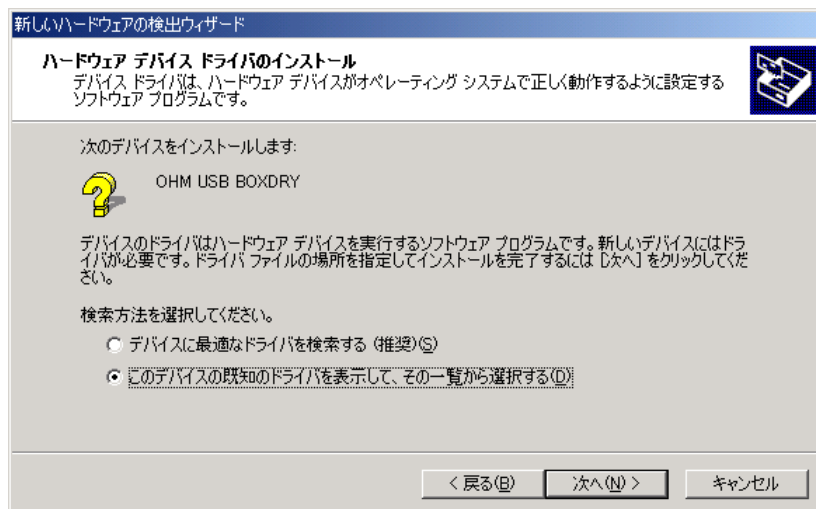 新しいハードウェアの検出ウィザード
ハードウェア デバイス ドライバのインストール
デバイス ドライバは、ハードウェア デバイスがオペレーティング システムで正しく動作するように設定する
ソフトウェア プログラムです。
次のデバイスをインストールします:
OHM USB BOXDRY
デバイスのドライバはハードウェア デバイスを実行するソフトウェア プログラムです。新しいデバイスにはドラ
イバが必要です。ドライバ ファイルの場所を指定してインストールを完了するには [次へ] をクリックしてくだ
さい。
検索方法を選択してください。
デバイスに最適なドライバを検索する (推奨)(S)
このデバイスの既知のドライバを表示して、その一覧から選択する(D)
< 戻る(B) 次へ(N) > キャンセル